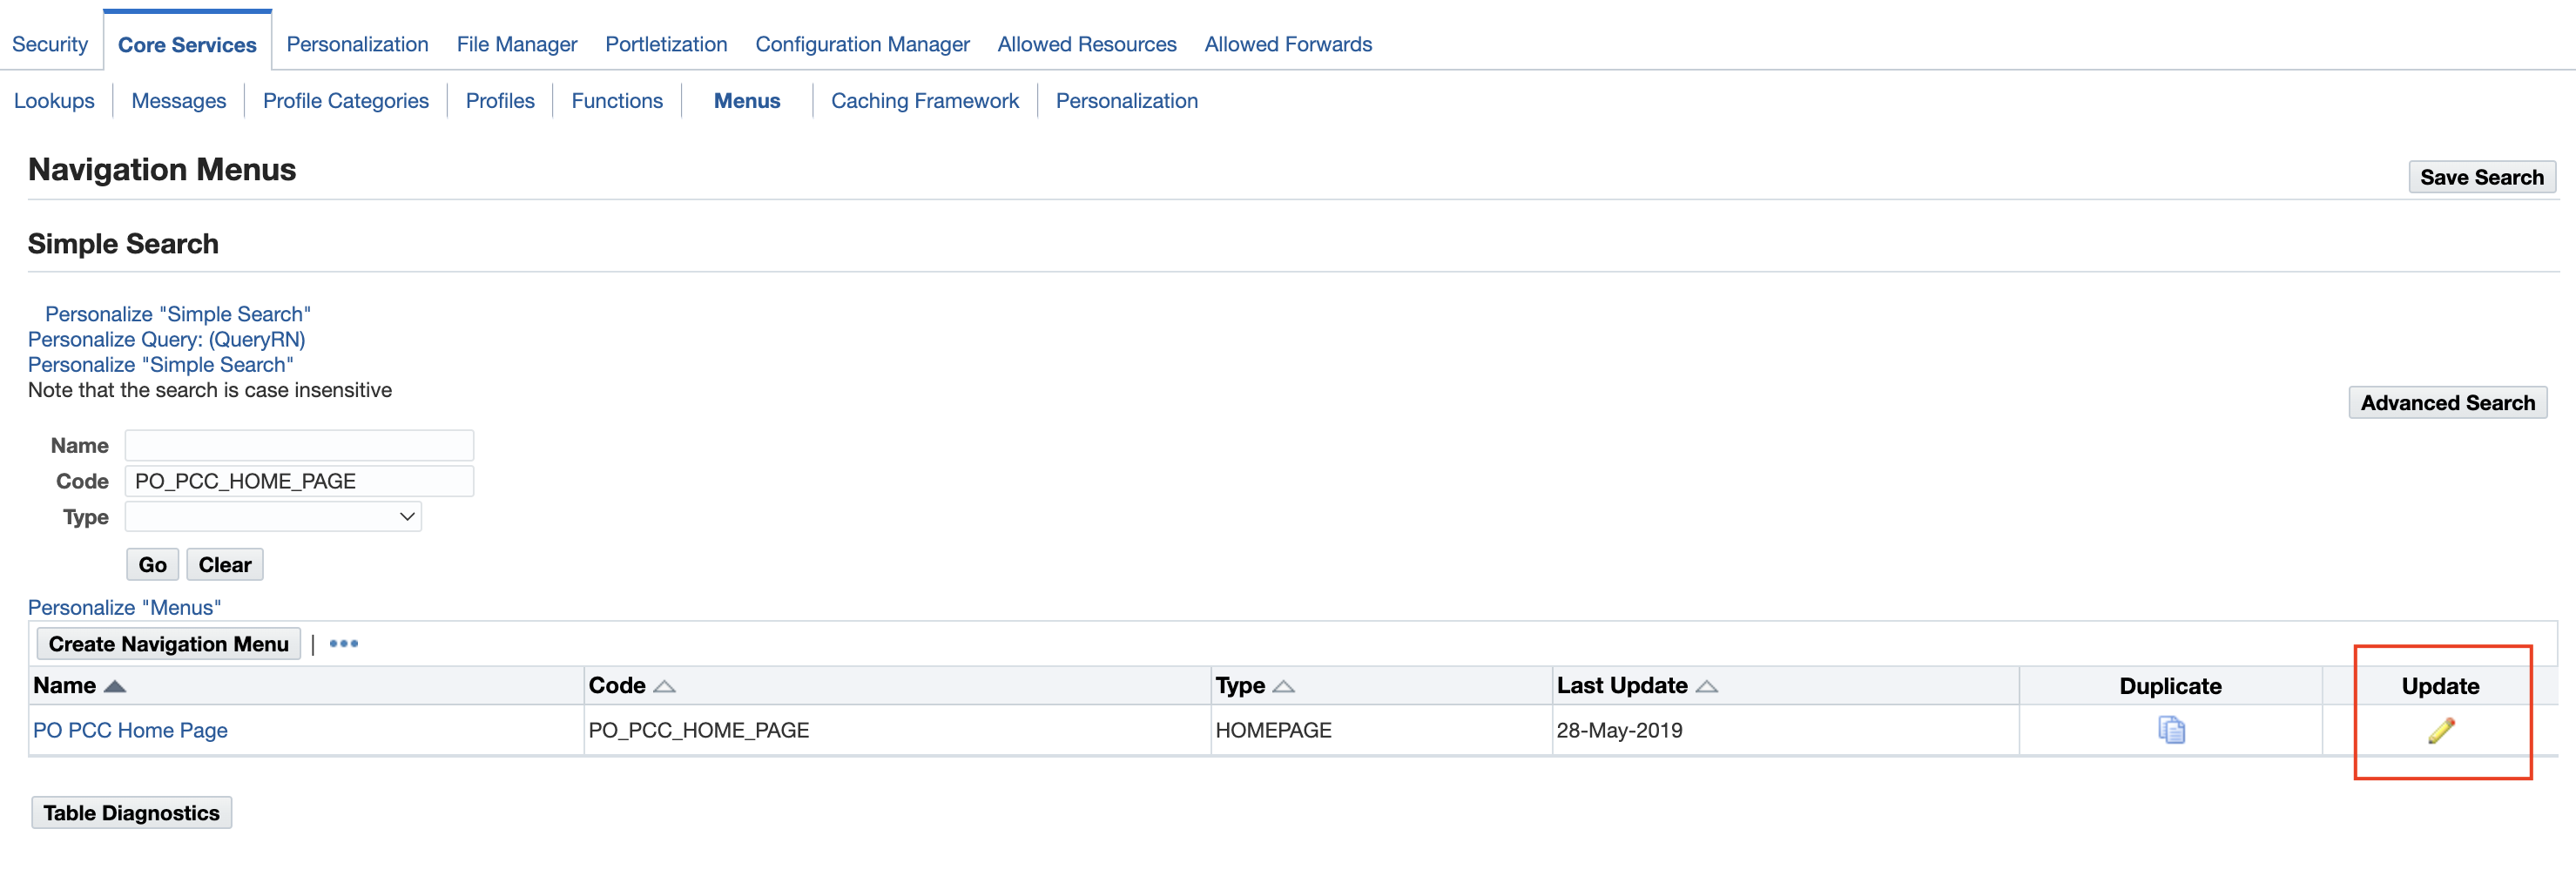 Security Core Services Personalization File Manager Portletization Configuration Manager Allowed Resources Allowed Forwards
Lookups Messages Profile Categories Profiles Functions Menus Caching Framework Personalization
Navigation Menus
Save Search
Simple Search
Personalize "Simple Search"
Personalize Query: (QueryRN)
Personalize "Simple Search"
Note that the search is case insensitive
Advanced Search
Name
Code PO_PCC_HOME_PAGE
Type
Go Clear
Personalize "Menus"
Create Navigation Menu |
Name Code Type Last Update Duplicate Update
PO PCC Home Page PO_PCC_HOME_PAGE HOMEPAGE 28-May-2019
Table Diagnostics